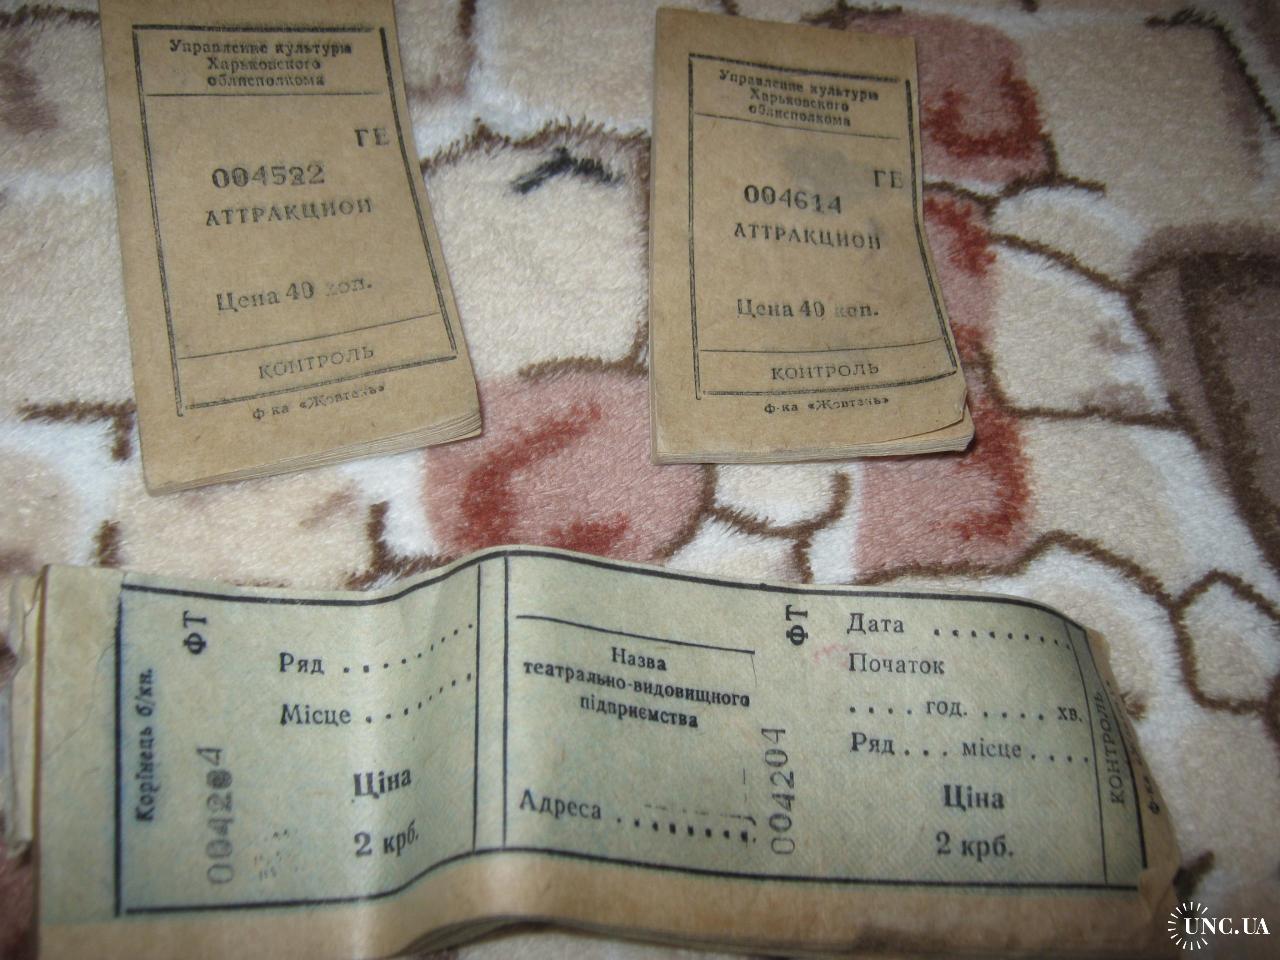 Управление культуры
Харьковского
облисполкома
ГЕ
004522
АТТРАКЦИОН
Цена 40 коп.
КОНТРОЛЬ
Ф-ка «Жовтень»
Управление культуры
Харьковского
облисполкома
ГЕ
004614
АТТРАКЦИОН
Цена 40 коп.
КОНТРОЛЬ
Ф-ка «Жовтень»
Корінець б/кн.
ФТ
004204
Ряд . . . . . . . .
Місце . . . . . . .
Ціна
2 крб.
Назва
театрально-видовищного
підприємства
Адреса . . . . . . . .
ФТ
004204
Дата . . . . . . . . .
Початок
. . . . год. . . . . хв.
Ряд . . . місце . . . .
Ціна
2 крб.
КОНТРОЛЬ
Ф-ка
UNC.UA